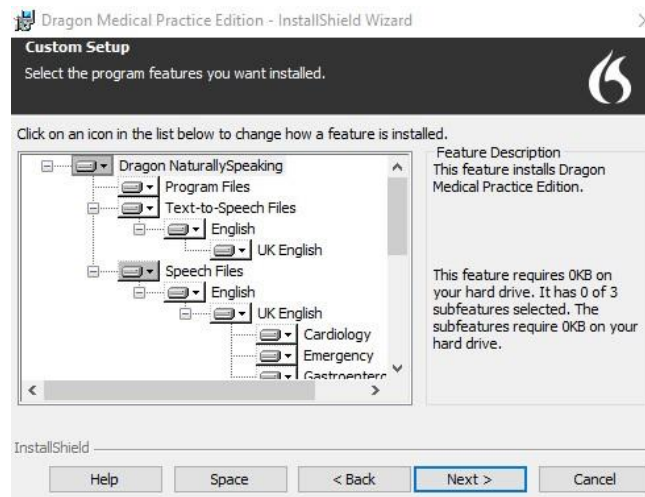 Dragon Medical Practice Edition - InstallShield Wizard
Custom Setup
Select the program features you want installed.
Click on an icon in the list below to change how a feature is installed.
Dragon NaturallySpeaking
Program Files
Text-to-Speech Files
English
UK English
Speech Files
English
UK English
Cardiology
Emergency
Feature Description
This feature installs Dragon
Medical Practice Edition.
This feature requires 0KB on
your hard drive. It has 0 of 3
subfeatures selected. The
subfeatures require 0KB on your
hard drive.
InstallShield
Help
Space
< Back
Next >
Cancel